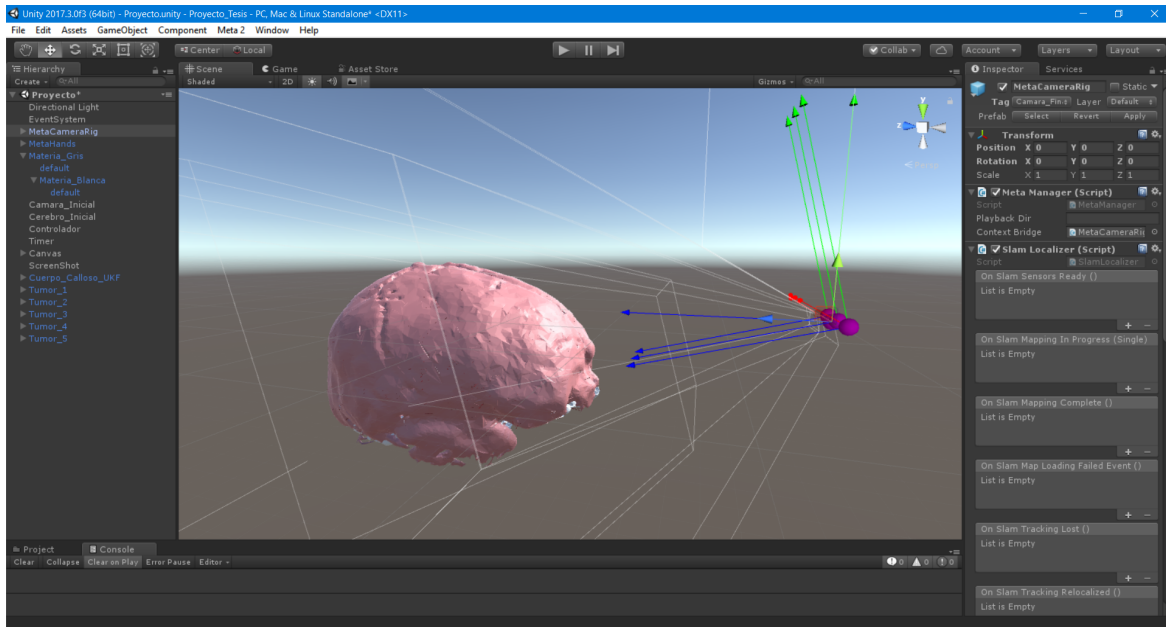 Unity 2017.3.0f3 (64bit) - Proyecto.unity - Proyecto_Tesis - PC, Mac & Linux Standalone* <DX11>
File Edit Assets GameObject Component Meta 2 Window Help
Center Local Collab Account Layers Layout
Hierarchy
Create All
Proyecto*
Directional Light
EventSystem
MetaCameraRig
MetaHands
Materia_Gris
default
Materia_Blanca
default
Camara_Inicial
Cerebro_Inicial
Controlador
Timer
Canvas
ScreenShot
Cuerpo_Calloso_UKF
Tumor_1
Tumor_2
Tumor_3
Tumor_4
Tumor_5
Scene Game Asset Store
Shaded 2D Gizmos All
y
z
Persp
Project Console
Clear Collapse Clear on Play Error Pause Editor 0 0 0
Inspector Services
MetaCameraRig Static
Tag Camara_Fin Layer Default
Prefab Select Revert Apply
Transform
Position X 0 Y 0 Z 0
Rotation X 0 Y 0 Z 0
Scale X 1 Y 1 Z 1
Meta Manager (Script)
Script MetaManager
Playback Dir
Context Bridge MetaCameraRig
Slam Localizer (Script)
Script SlamLocalizer
On Slam Sensors Ready ()
List is Empty
+ −
On Slam Mapping In Progress (Single)
List is Empty
+ −
On Slam Mapping Complete ()
List is Empty
+ −
On Slam Map Loading Failed Event ()
List is Empty
+ −
On Slam Tracking Lost ()
List is Empty
+ −
On Slam Tracking Relocalized ()
List is Empty